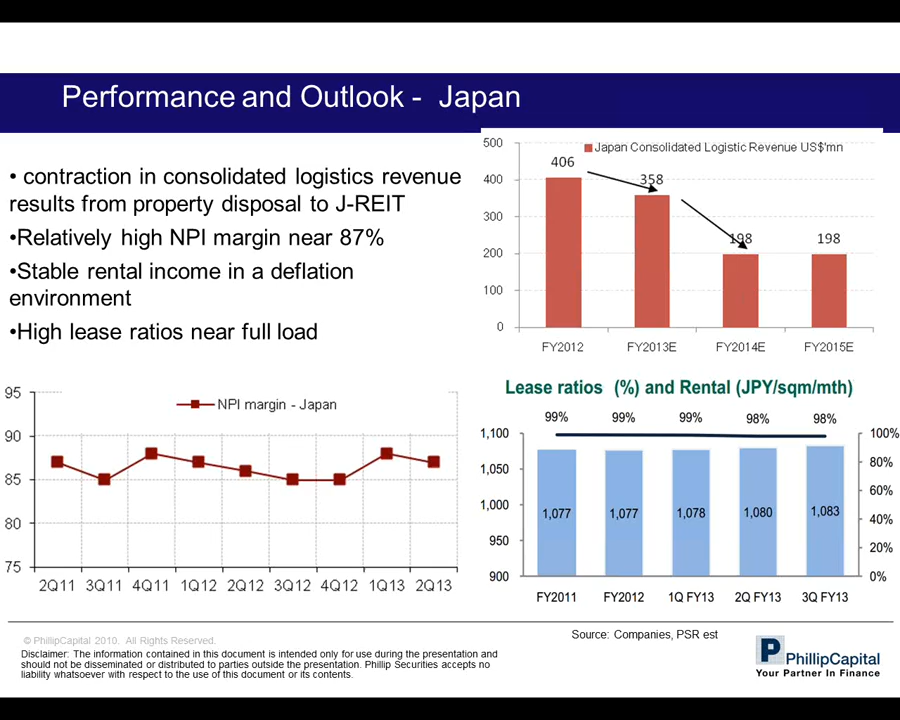 Performance and Outlook - Japan
• contraction in consolidated logistics revenue
results from property disposal to J-REIT
•Relatively high NPI margin near 87%
•Stable rental income in a deflation
environment
•High lease ratios near full load
Japan Consolidated Logistic Revenue US$'mn
500
400
300
200
100
0
406
358
198
198
FY2012 FY2013E FY2014E FY2015E
NPI margin - Japan
95
90
85
80
75
2Q11 3Q11 4Q11 1Q12 2Q12 3Q12 4Q12 1Q13 2Q13
Lease ratios (%) and Rental (JPY/sqm/mth)
99% 99% 99% 98% 98%
1,100
1,050
1,000
950
900
100%
80%
60%
40%
20%
0%
1,077 1,077 1,078 1,080 1,083
FY2011 FY2012 1Q FY13 2Q FY13 3Q FY13
Source: Companies, PSR est
© PhillipCapital 2010. All Rights Reserved.
Disclaimer: The information contained in this document is intended only for use during the presentation and
should not be disseminated or distributed to parties outside the presentation. Phillip Securities accepts no
liability whatsoever with respect to the use of this document or its contents.
P PhillipCapital
Your Partner In Finance